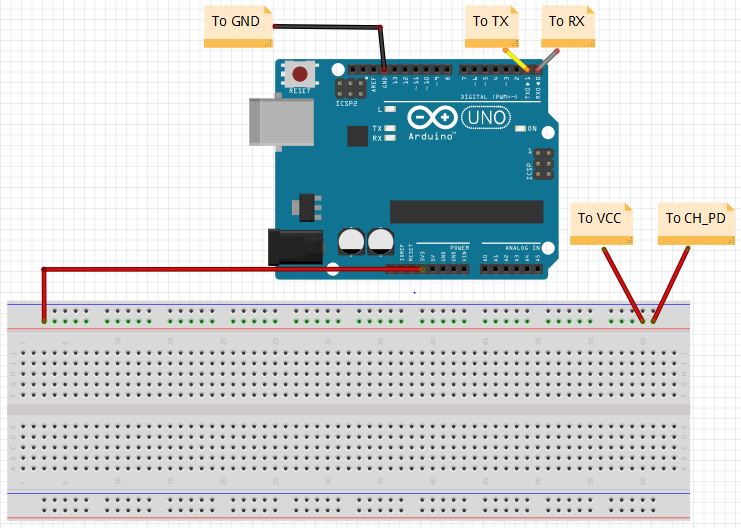 To GND
To TX
To RX
RESET
ICSP2
AREF
GND
13
12
~11
~10
~9
8
7
~6
~5
4
~3
2
TX0▶1
RX0◀0
L
DIGITAL (PWM=~)
TX
RX
UNO
Arduino™
ON
1
ICSP
To VCC
To CH_PD
POWER
ANALOG IN
IOREF
RESET
3V3
5V
GND
GND
VIN
A0
A1
A2
A3
A4
A5
1 5 10 15 20 25 30 35 40 45 50 55 60
J
I
H
G
F
E
D
C
B
A
1 5 10 15 20 25 30 35 40 45 50 55 60